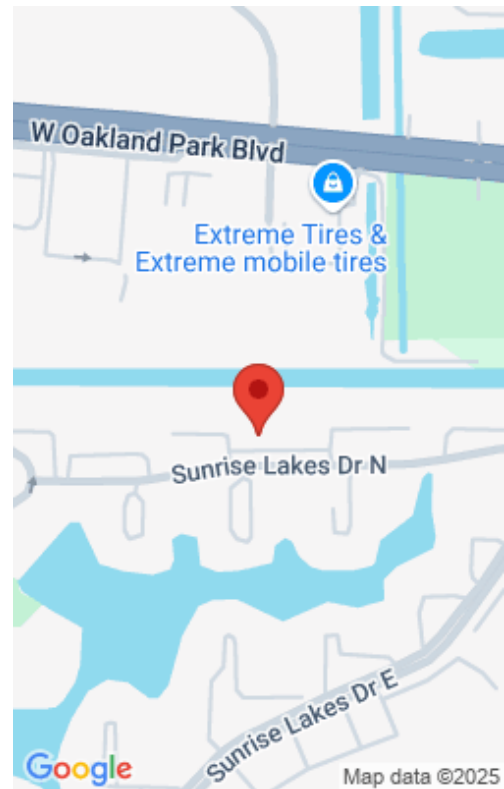 W Oakland Park Blvd
Extreme Tires &
Extreme mobile tires
Sunrise Lakes Dr N
Sunrise Lakes Dr E
Google
Map data ©2025